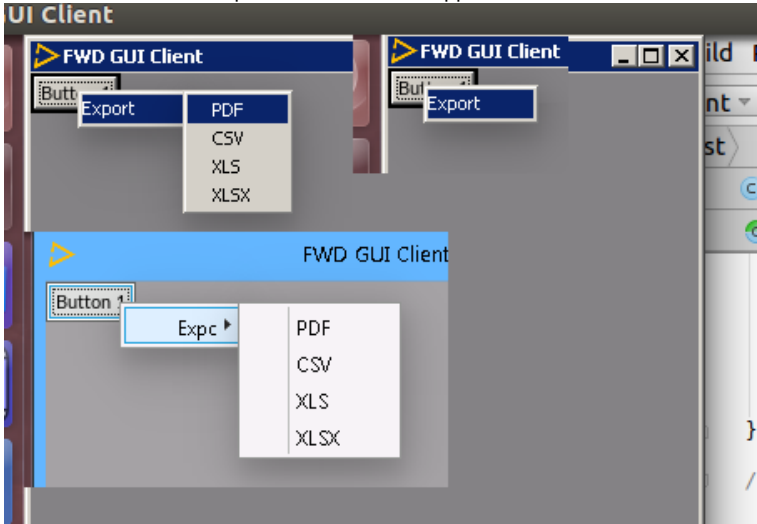 UI Client
FWD GUI Client
FWD GUI Client
ild
Export
PDF
Export
nt
CSV
st
XLS
XLSX
FWD GUI Client
Button 1
Expc
PDF
CSV
XLS
XLSX
}
/